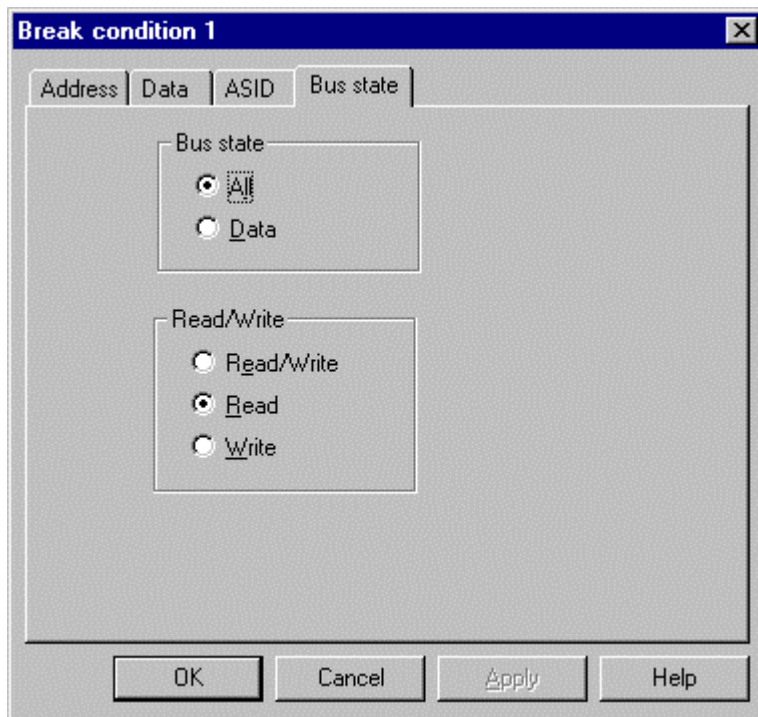 Break condition 1
Address Data ASID Bus state
Bus state
All
Data
Read/Write
Read/Write
Read
Write
OK Cancel Apply Help